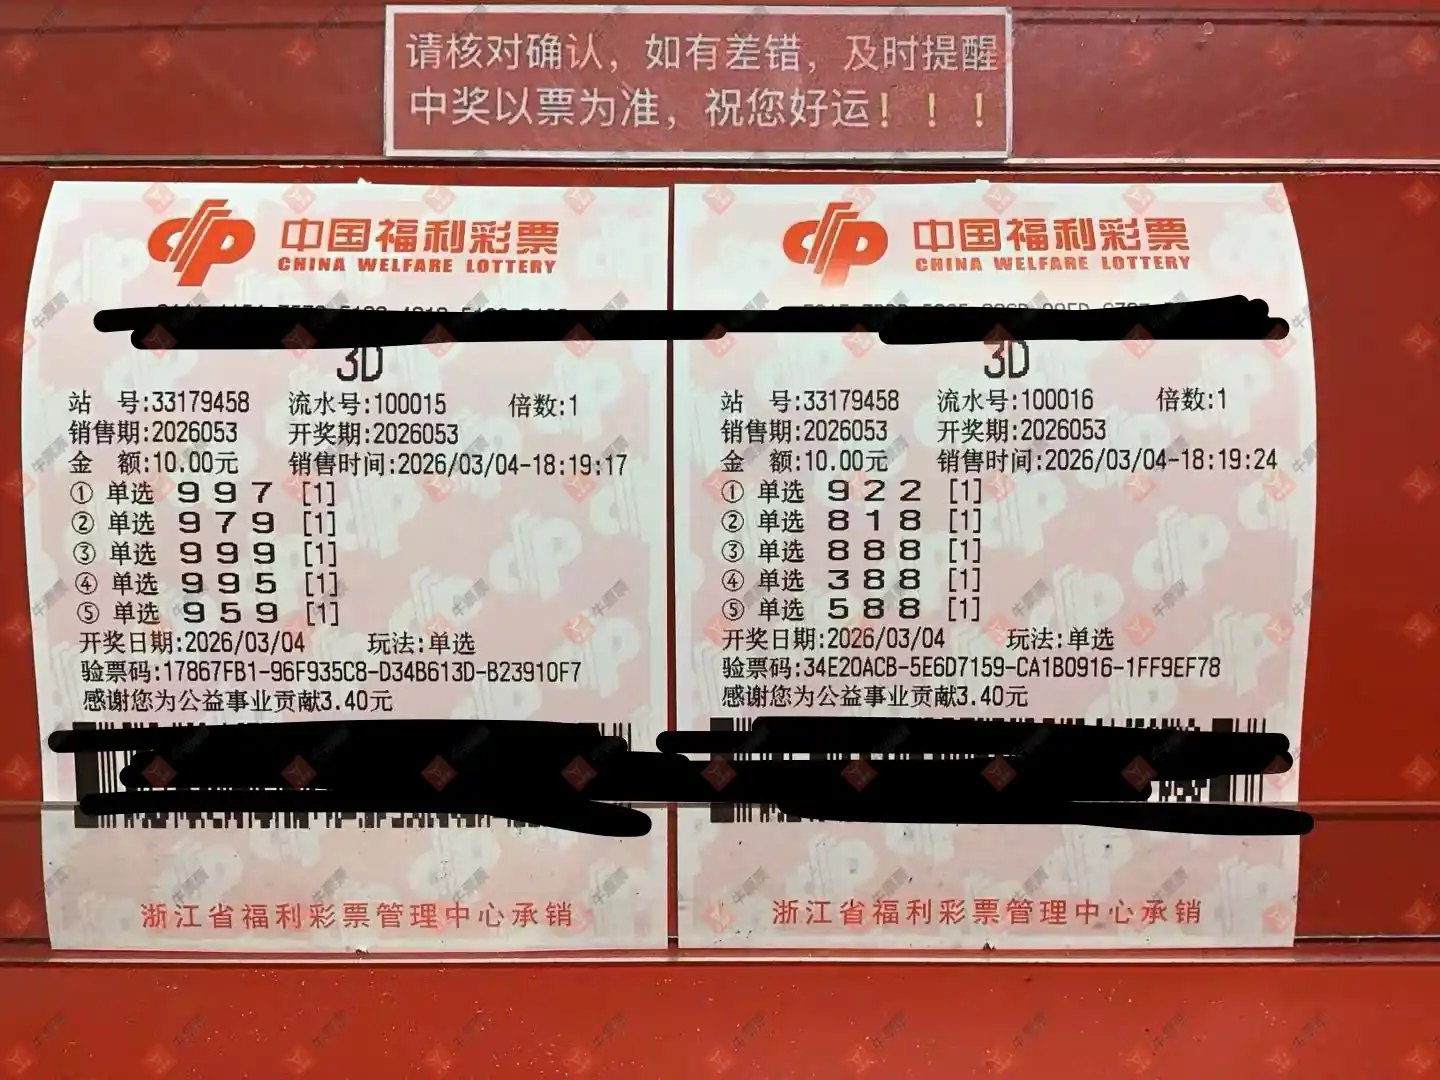 请核对确认，如有差错，及时提醒
中奖以票为准，祝您好运！！！
中国福利彩票
CHINA WELFARE LOTTERY
3D
站 号:33179458 流水号:100015 倍数:1
销售期:2026053 开奖期:2026053
金 额:10.00元 销售时间:2026/03/04-18:19:17
① 单选 9 9 7 [1]
② 单选 9 7 9 [1]
③ 单选 9 9 9 [1]
④ 单选 9 9 5 [1]
⑤ 单选 9 5 9 [1]
开奖日期:2026/03/04 玩法:单选
验票码:17867FB1-96F935C8-D34B613D-B23910F7
感谢您为公益事业贡献3.40元
浙江省福利彩票管理中心承销
中国福利彩票
CHINA WELFARE LOTTERY
3D
站 号:33179458 流水号:100016 倍数:1
销售期:2026053 开奖期:2026053
金 额:10.00元 销售时间:2026/03/04-18:19:24
① 单选 9 2 2 [1]
② 单选 8 1 8 [1]
③ 单选 8 8 8 [1]
④ 单选 3 8 8 [1]
⑤ 单选 5 8 8 [1]
开奖日期:2026/03/04 玩法:单选
验票码:34E20ACB-5E6D7159-CA1B0916-1FF9EF78
感谢您为公益事业贡献3.40元
浙江省福利彩票管理中心承销